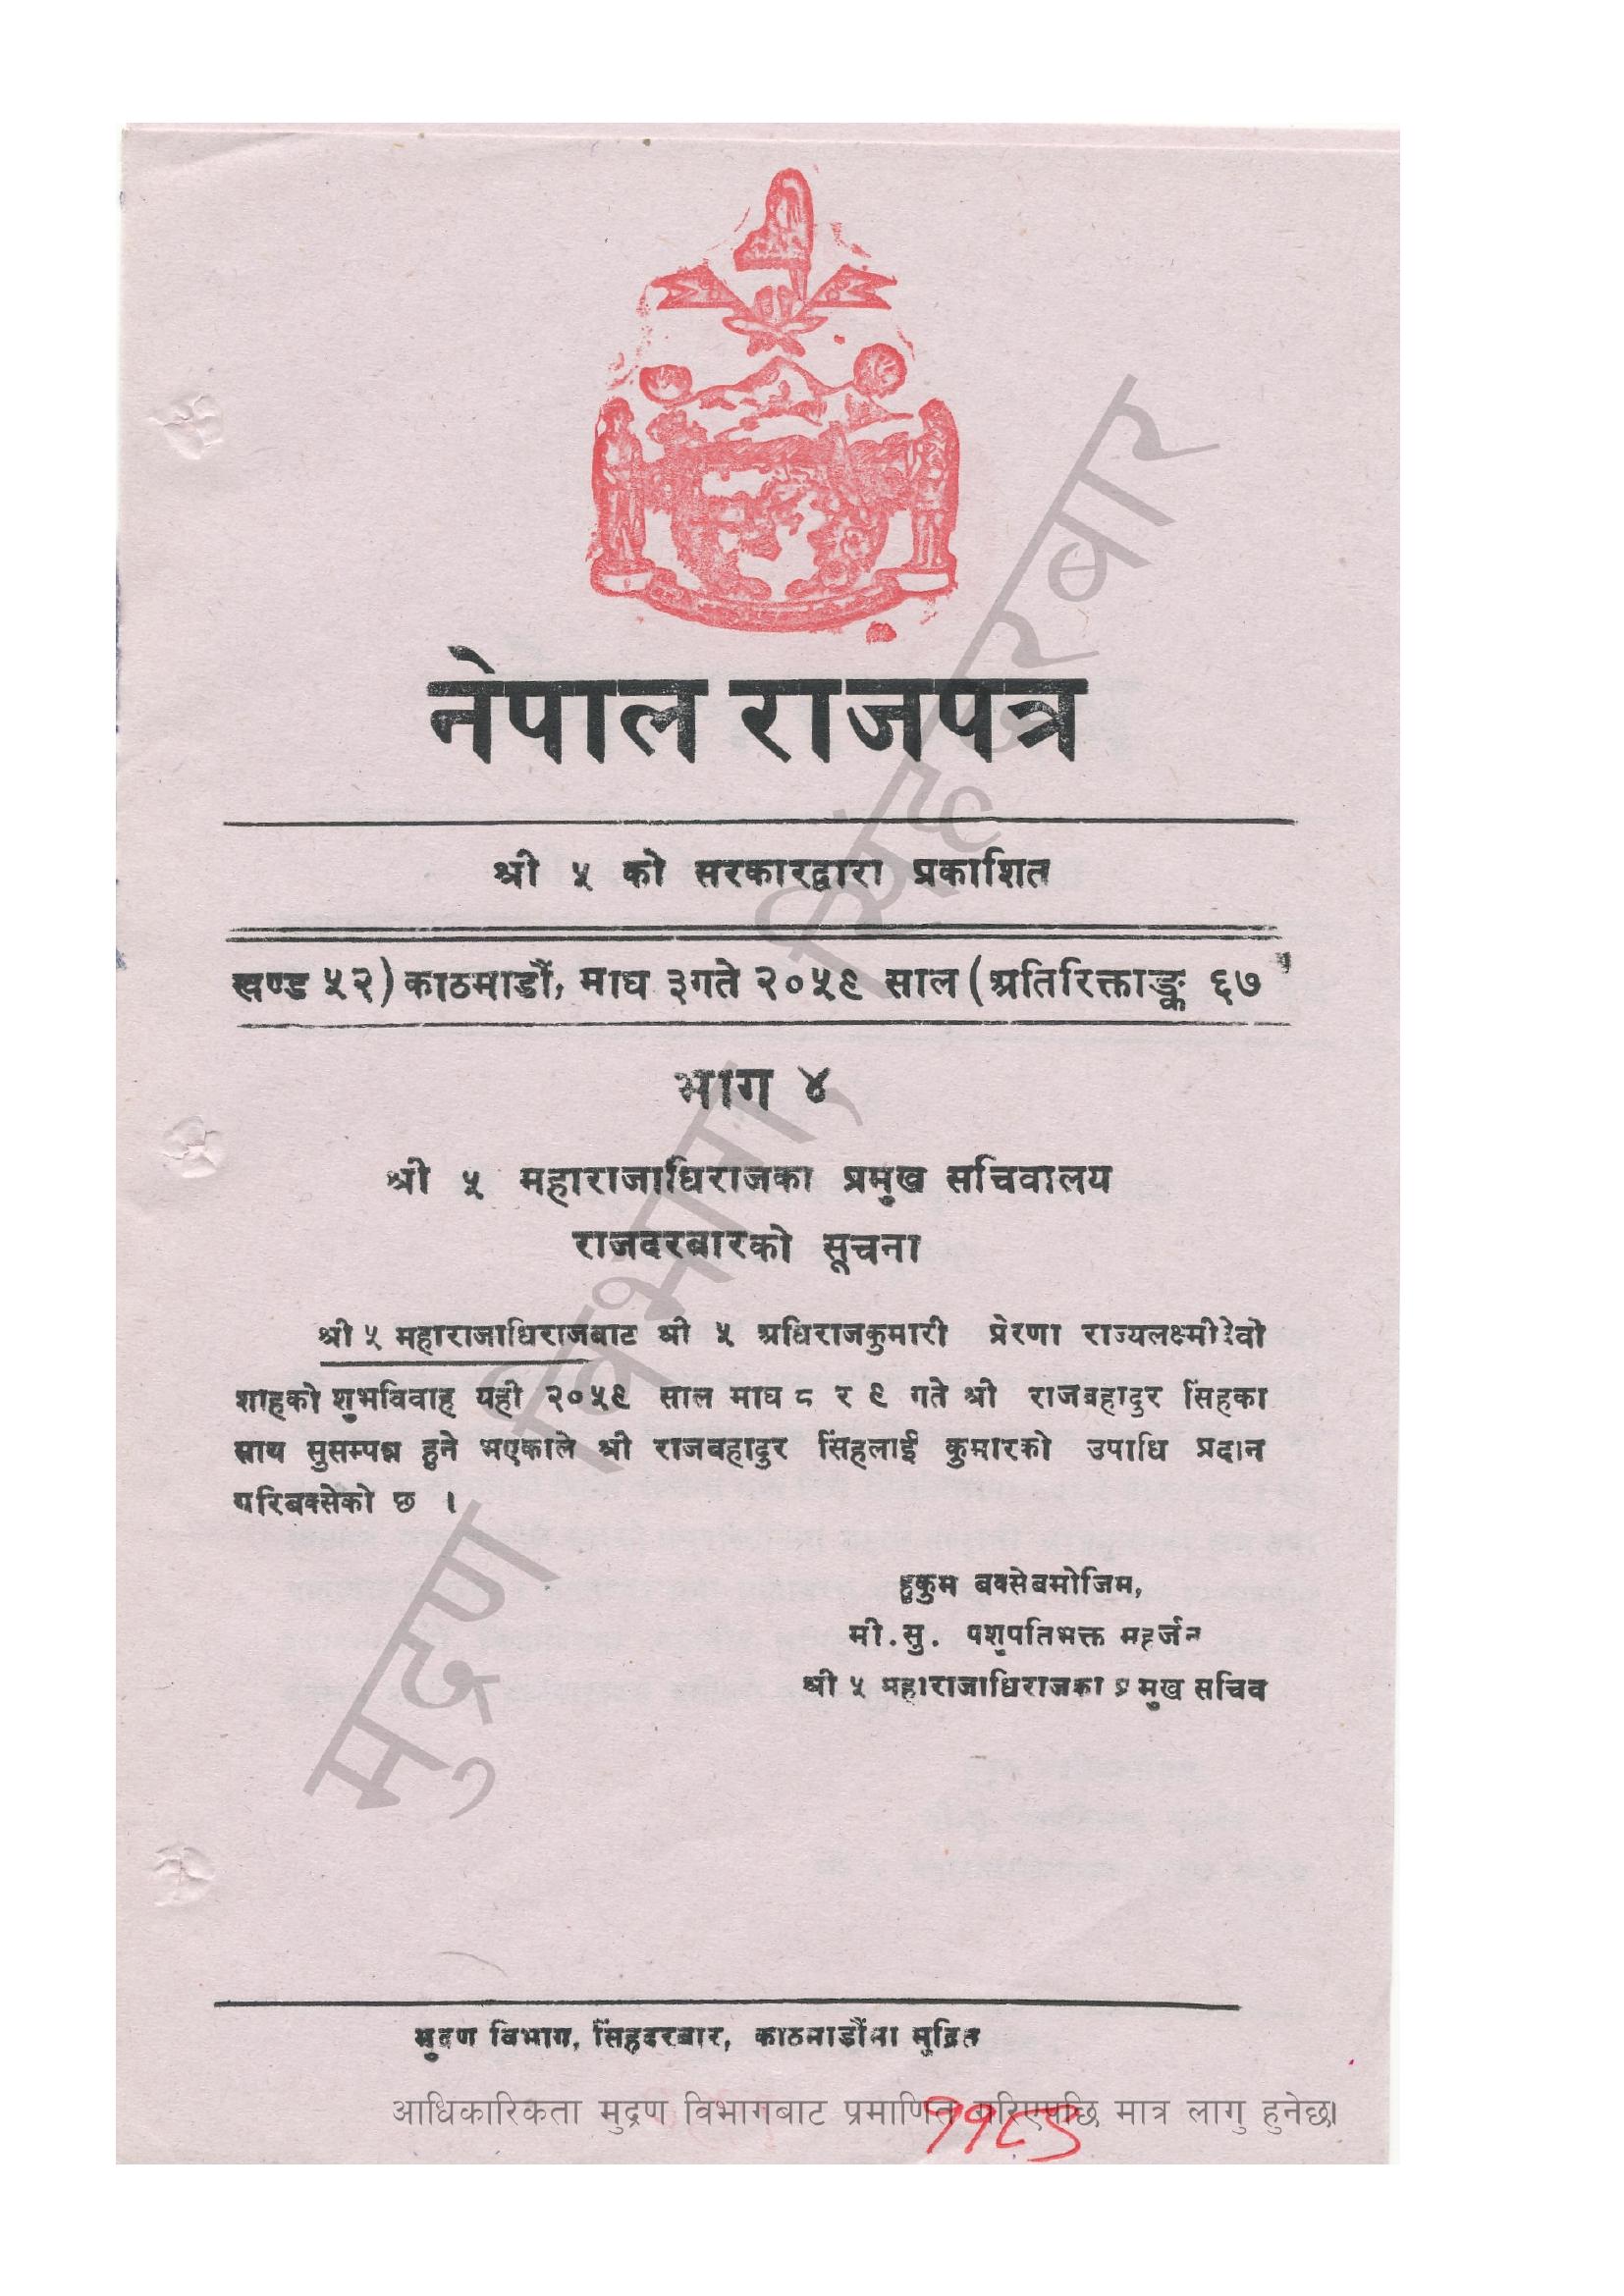 नेपाल राजपत्र
श्री ५ को सरकारद्वारा प्रकाशित
खण्ड ५२) काठमाडौं, माघ ३गते २०५९ साल (अतिरिक्ताङ्क ६७
भाग ४
श्री ५ महाराजाधिराजका प्रमुख सचिवालय
राजदरबारको सूचना
श्री ५ महाराजाधिराजबाट श्री ५ अधिराजकुमारी प्रेरणा राज्यलक्ष्मीदेवी
शाहको शुभविवाह यही २०५९ साल माघ ८ र ९ गते श्री राजबहादुर सिंहका
साथ सुसम्पन्न हुने भएकाले श्री राजबहादुर सिंहलाई कुमारको उपाधि प्रदान
गरिबक्सेको छ ।
हुकुम बक्सेबमोजिम,
मी.सु. पशुपतिभक्त महर्जन
श्री ५ महाराजाधिराजका प्रमुख सचिव
मुद्रण विभाग, सिंहदरबार, काठमाडौंमा मुद्रित
आधिकारिकता मुद्रण विभागबाट प्रमाणित गरिएपछि मात्र लागु हुनेछ।
मुद्रण विभाग, सिंहदरबार